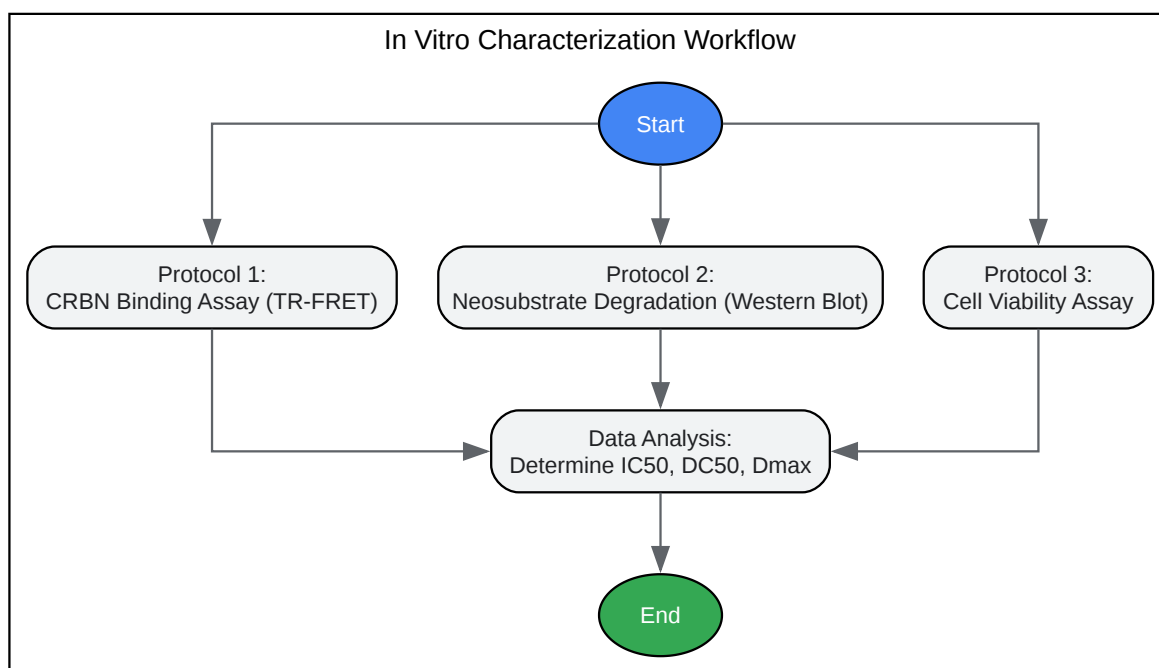 In Vitro Characterization Workflow
Start
Protocol 1:
CRBN Binding Assay (TR-FRET)
Protocol 2:
Neosubstrate Degradation (Western Blot)
Protocol 3:
Cell Viability Assay
Data Analysis:
Determine IC50, DC50, Dmax
End